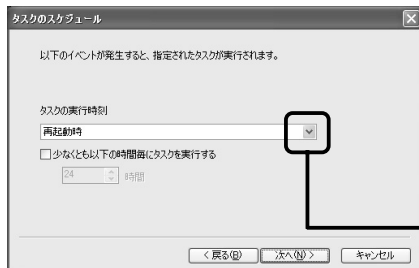 タスクのスケジュール
以下のイベントが発生すると、指定されたタスクが実行されます。
タスクの実行時刻
再起動時
少なくとも以下の時間毎にタスクを実行する
24 時間
< 戻る(B) 次へ(N) > キャンセル